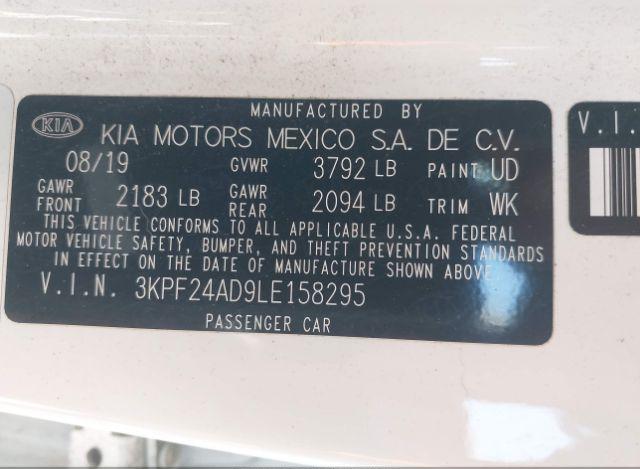 MANUFACTURED BY
KIA KIA MOTORS MEXICO S.A. DE C.V.
08/19 GVWR 3792 LB PAINT UD
GAWR FRONT 2183 LB GAWR REAR 2094 LB TRIM WK
THIS VEHICLE CONFORMS TO ALL APPLICABLE U.S.A. FEDERAL
MOTOR VEHICLE SAFETY, BUMPER, AND THEFT PREVENTION STANDARDS
IN EFFECT ON THE DATE OF MANUFACTURE SHOWN ABOVE
V.I.N. 3KPF24AD9LE158295
PASSENGER CAR
V.I.